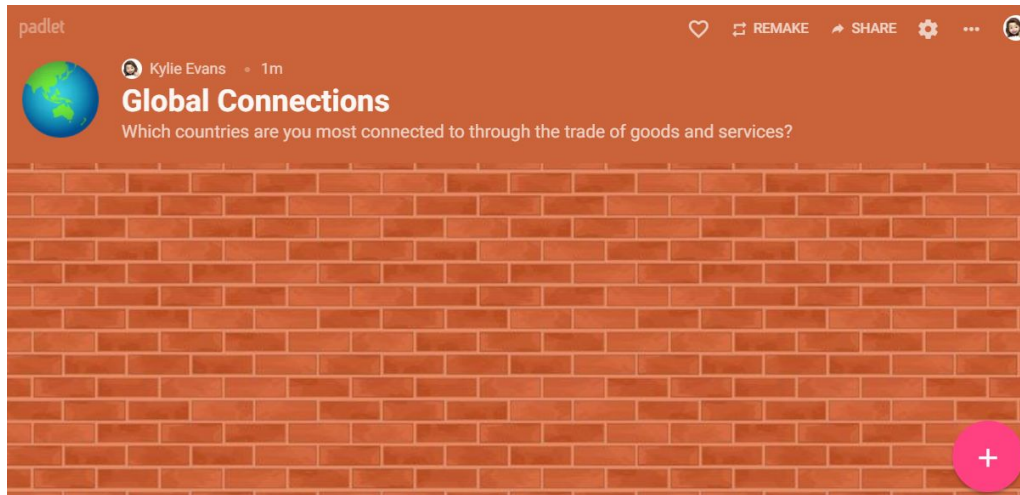 padlet
REMAKE SHARE
Kylie Evans • 1m
Global Connections
Which countries are you most connected to through the trade of goods and services?